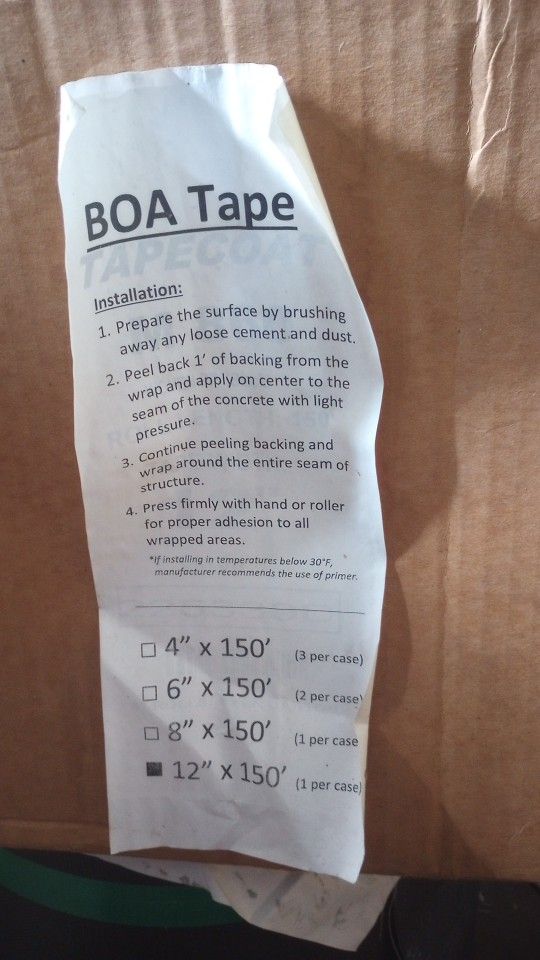 BOA Tape
TAPECOAT
Installation:
1. Prepare the surface by brushing
away any loose cement and dust.
2. Peel back 1’ of backing from the
wrap and apply on center to the
seam of the concrete with light
pressure.
3. Continue peeling backing and
wrap around the entire seam of
structure.
4. Press firmly with hand or roller
for proper adhesion to all
wrapped areas.
*If installing in temperatures below 30°F,
manufacturer recommends the use of primer.
☐ 4” x 150’ (3 per case)
☐ 6” x 150’ (2 per case)
☐ 8” x 150’ (1 per case
■ 12” x 150’ (1 per case)